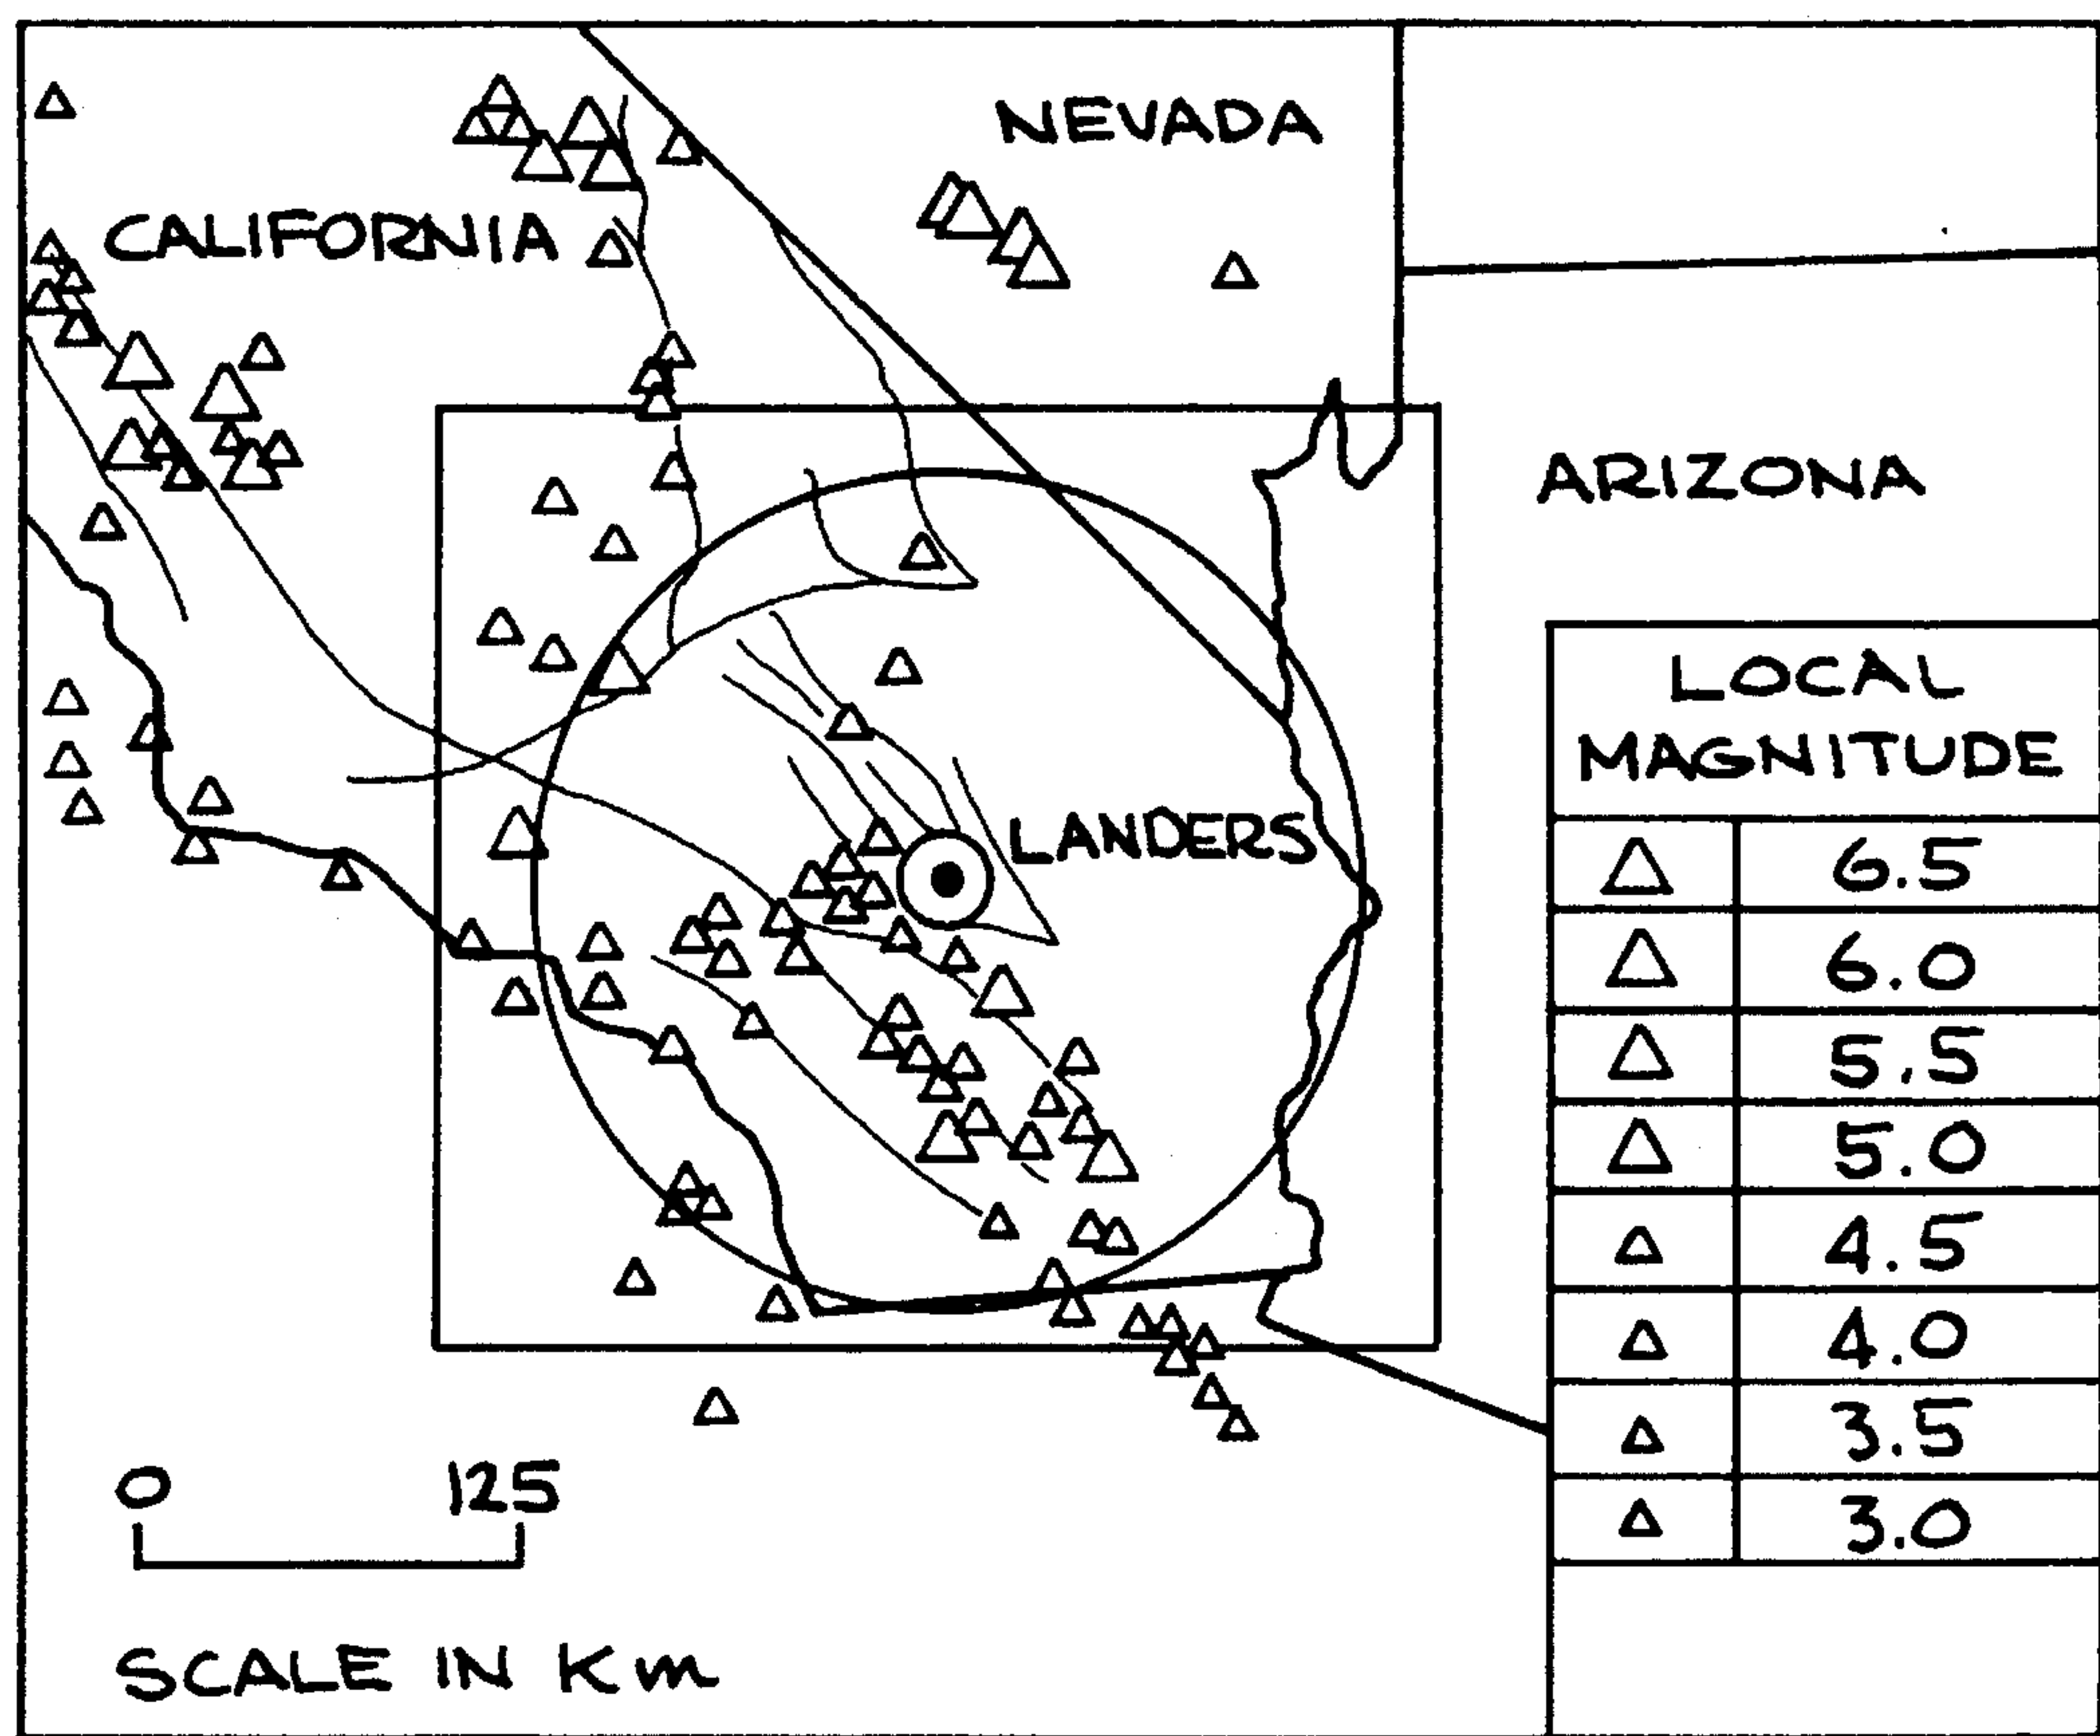 NEVADA
CALIFORNIA
ARIZONA
LANDERS
LOCAL
MAGNITUDE
6.5
6.0
5.5
5.0
4.5
4.0
3.5
3.0
0 125
SCALE IN Km